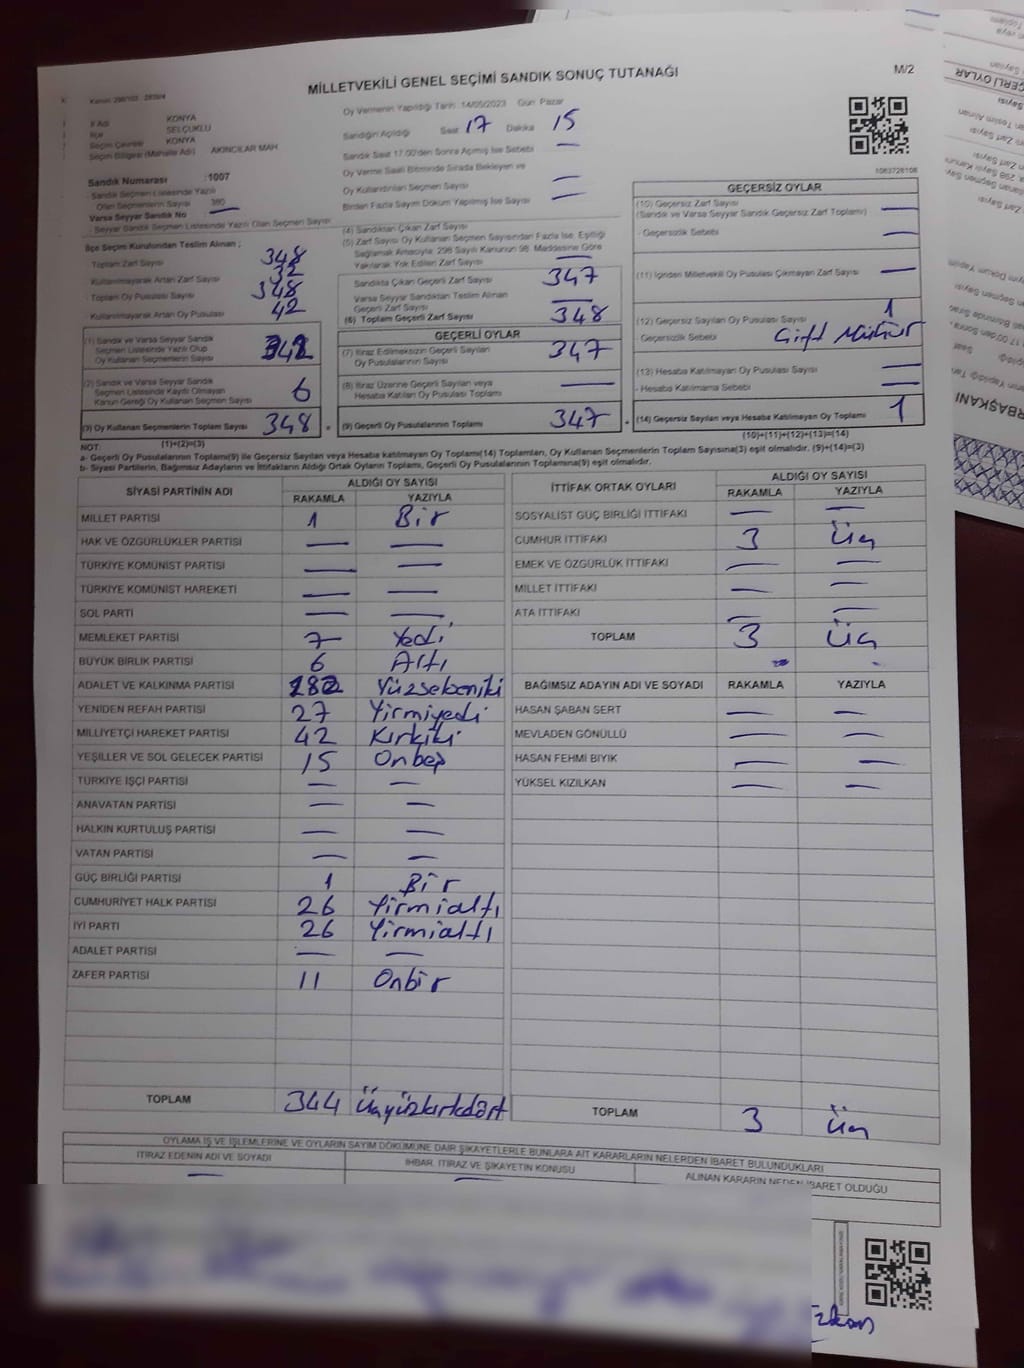 MİLLETVEKİLİ GENEL SEÇİMİ SANDIK SONUÇ TUTANAĞI
M/2
İl Adı KONYA
İlçe SELÇUKLU
Seçim Çevresi KONYA
Seçim Bölgesi (Mahalle Adı) AKINCILAR MAH
Sandık Numarası :1007
Sandık Seçmen Listesinde Yazılı
Olan Seçmenlerin Sayısı 380
Varsa Seyyar Sandık No
Seyyar Sandık Seçmen Listesinde Yazılı Olan Seçmen Sayısı
Oy Vermenin Yapıldığı Tarih :14/05/2023 Gün: Pazar
Sandığın Açıldığı Saat 17 Dakika 15
Sandık Saat 17.00'den Sonra Açılmış İse Sebebi —
Oy Verme Saati Bitiminde Sırada Bekleyen ve
Oy Kullandırılan Seçmen Sayısı —
Birden Fazla Sayım Döküm Yapılmış İse Sayısı —
1063728108
İlçe Seçim Kurulundan Teslim Alınan ;
Toplam Zarf Sayısı 348
Kullanılmayarak Artan Zarf Sayısı 32
Toplam Oy Pusulası Sayısı 348
Kullanılmayarak Artan Oy Pusulası 42
(1) Sandık ve Varsa Seyyar Sandık
Seçmen Listesinde Yazılı Olup
Oy Kullanan Seçmenlerin Sayısı 342
(2) Sandık ve Varsa Seyyar Sandık
Seçmen Listesinde Kayıtlı Olmayan
Kanun Gereği Oy Kullanan Seçmen Sayısı 6
(3) Oy Kullanan Seçmenlerin Toplam Sayısı 348
(1)+(2)=(3)
(4) Sandıktan Çıkan Zarf Sayısı
(5) Zarf Sayısı Oy Kullanan Seçmen Sayısından Fazla İse, Eşitliği
Sağlamak Amacıyla; 298 Sayılı Kanunun 98. Maddesine Göre
Yakılarak Yok Edilen Zarf Sayısı
Sandıkta Çıkan Geçerli Zarf Sayısı 347
Varsa Seyyar Sandıktan Teslim Alınan
Geçerli Zarf Sayısı —
(6) Toplam Geçerli Zarf Sayısı 348
GEÇERLİ OYLAR
(7) İtiraz Edilmeksizin Geçerli Sayılan
Oy Pusulalarının Sayısı 347
(8) İtiraz Üzerine Geçerli Sayılan veya
Hesaba Katılan Oy Pusulası Toplamı —
(9) Geçerli Oy Pusulalarının Toplamı 347
GEÇERSİZ OYLAR
(10) Geçersiz Zarf Sayısı
(Sandık ve Varsa Seyyar Sandık Geçersiz Zarf Toplamı) —
- Geçersizlik Sebebi —
(11) İçinden Milletvekili Oy Pusulası Çıkmayan Zarf Sayısı —
(12) Geçersiz Sayılan Oy Pusulası Sayısı 1
- Geçersizlik Sebebi Çift Mühür
(13) Hesaba Katılmayan Oy Pusulası Sayısı —
- Hesaba Katılmama Sebebi —
(14) Geçersiz Sayılan veya Hesaba Katılmayan Oy Toplamı 1
(10)+(11)+(12)+(13)=(14)
NOT:
a- Geçerli Oy Pusulalarının Toplamı(9) ile Geçersiz Sayılan veya Hesaba katılmayan Oy Toplamı(14) Toplamları, Oy Kullanan Seçmenlerin Toplam Sayısına(3) eşit olmalıdır. (9)+(14)=(3)
b- Siyasi Partilerin, Bağımsız Adayların ve İttifakların Aldığı Ortak Oyların Toplamı, Geçerli Oy Pusulalarının Toplamına(9) eşit olmalıdır.
SİYASİ PARTİNİN ADI ALDIĞI OY SAYISI
RAKAMLA YAZIYLA
MİLLET PARTİSİ 1 Bir
HAK VE ÖZGÜRLÜKLER PARTİSİ — —
TÜRKİYE KOMÜNİST PARTİSİ — —
TÜRKİYE KOMÜNİST HAREKETİ — —
SOL PARTİ — —
MEMLEKET PARTİSİ 7 Yedi
BÜYÜK BİRLİK PARTİSİ 6 Altı
ADALET VE KALKINMA PARTİSİ 182 Yüzsekseniki
YENİDEN REFAH PARTİSİ 27 Yirmiyedi
MİLLİYETÇİ HAREKET PARTİSİ 42 Kırkiki
YEŞİLLER VE SOL GELECEK PARTİSİ 15 Onbeş
TÜRKİYE İŞÇİ PARTİSİ — —
ANAVATAN PARTİSİ — —
HALKIN KURTULUŞ PARTİSİ — —
VATAN PARTİSİ — —
GÜÇ BİRLİĞİ PARTİSİ 1 Bir
CUMHURİYET HALK PARTİSİ 26 Yirmialtı
İYİ PARTİ 26 Yirmialtı
ADALET PARTİSİ — —
ZAFER PARTİSİ 11 Onbir
TOPLAM 344 Üçyüzkırkdört
İTTİFAK ORTAK OYLARI ALDIĞI OY SAYISI
RAKAMLA YAZIYLA
SOSYALİST GÜÇ BİRLİĞİ İTTİFAKI — —
CUMHUR İTTİFAKI 3 Üç
EMEK VE ÖZGÜRLÜK İTTİFAKI — —
MİLLET İTTİFAKI — —
ATA İTTİFAKI — —
TOPLAM 3 Üç
BAĞIMSIZ ADAYIN ADI VE SOYADI RAKAMLA YAZIYLA
HASAN ŞABAN SERT — —
MEVLADEN GÖNÜLLÜ — —
HASAN FEHMİ BIYIK — —
YÜKSEL KIZILKAN — —
TOPLAM 3 Üç
OYLAMA İŞ VE İŞLEMLERİNE VE OYLARIN SAYIM DÖKÜMÜNE DAİR ŞİKAYETLERLE BUNLARA AİT KARARLARIN NELERDEN İBARET BULUNDUKLARI
İTİRAZ EDENİN ADI VE SOYADI İHBAR, İTİRAZ VE ŞİKAYETİN KONUSU ALINAN KARARIN NEDEN İBARET OLDUĞU
— —